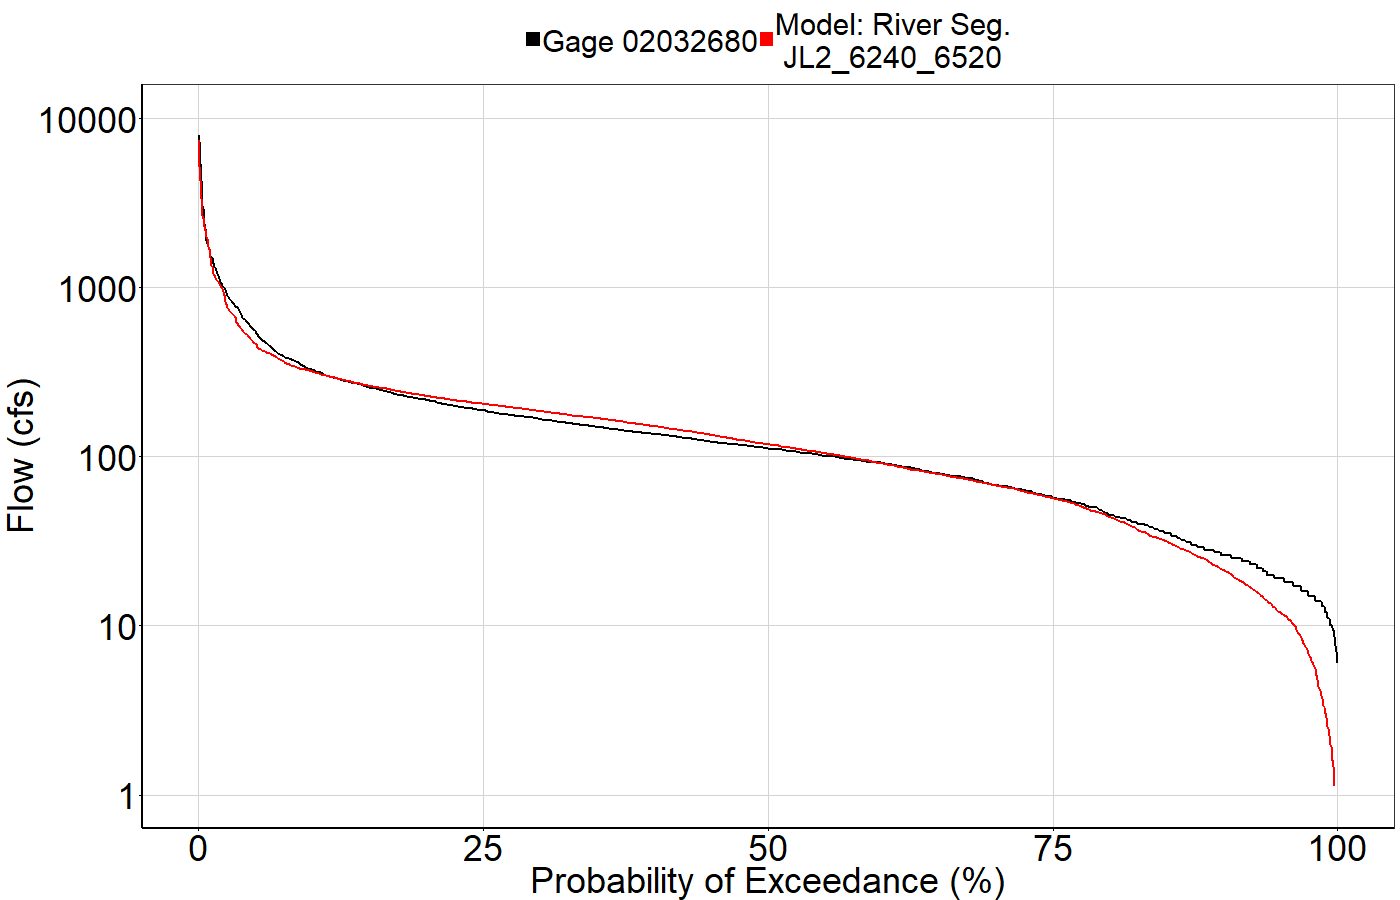 Gage 02032680
Model: River Seg.
JL2_6240_6520
10000
1000
100
10
1
Flow (cfs)
0 25 50 75 100
Probability of Exceedance (%)